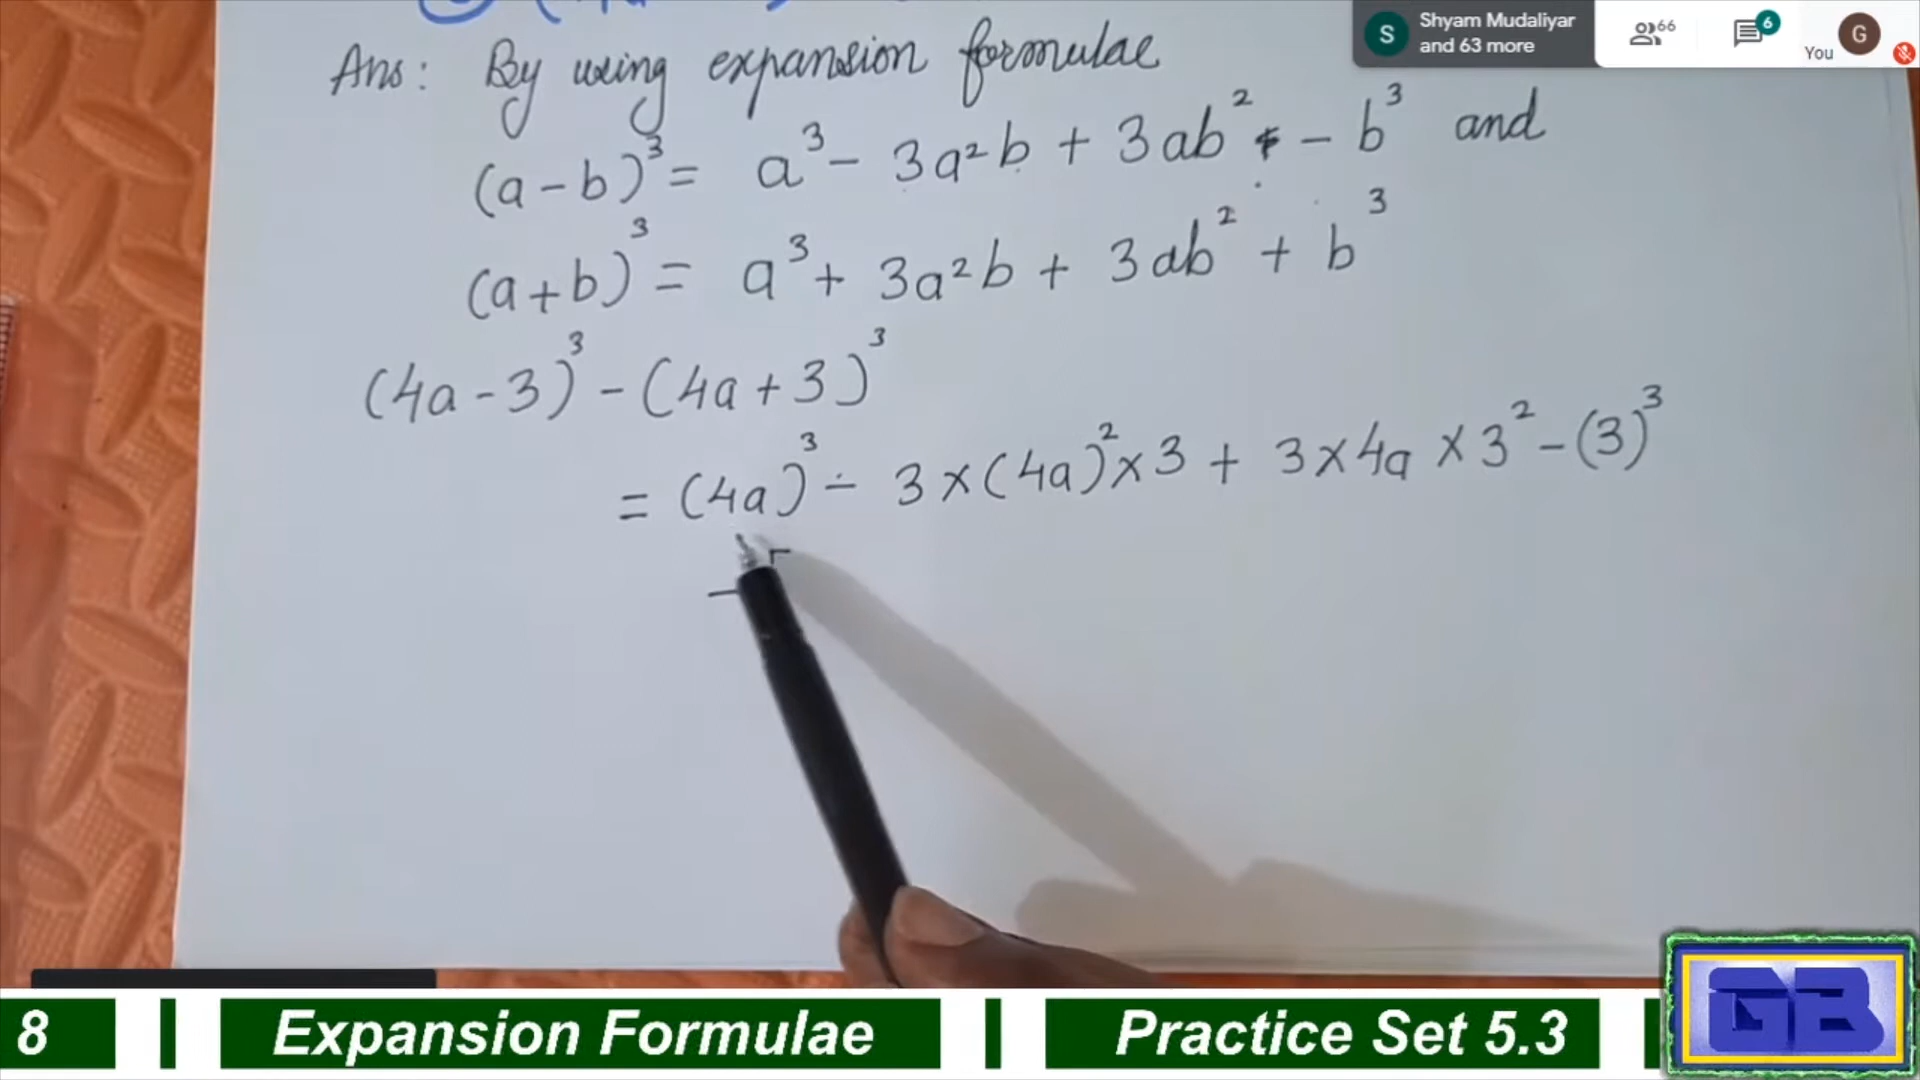 Shyam Mudaliyar
and 63 more
S
66
6
You
G
Ans: By using expansion formulae
(a-b)³ = a³ - 3a²b + 3ab² - b³ and
(a+b)³ = a³ + 3a²b + 3ab² + b³
(4a-3)³ - (4a+3)³
= (4a)³ - 3×(4a)²×3 + 3×4a×3² - (3)³
-
8
Expansion Formulae
Practice Set 5.3
GB